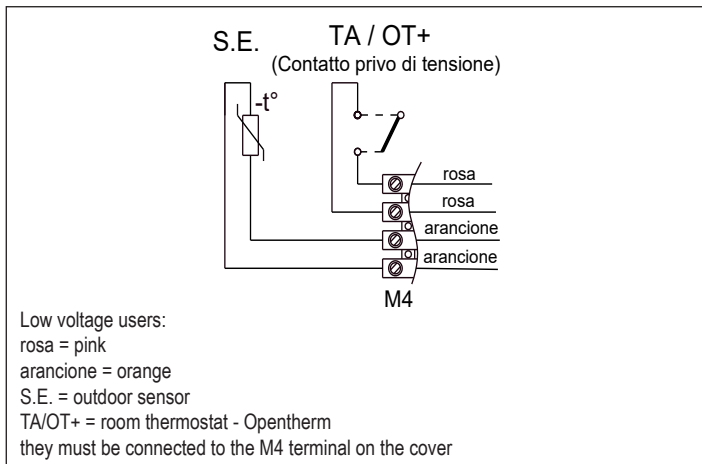 S.E.
TA / OT+
(Contatto privo di tensione)
-t°
rosa
rosa
arancione
arancione
M4
Low voltage users:
rosa = pink
arancione = orange
S.E. = outdoor sensor
TA/OT+ = room thermostat - Opentherm
they must be connected to the M4 terminal on the cover